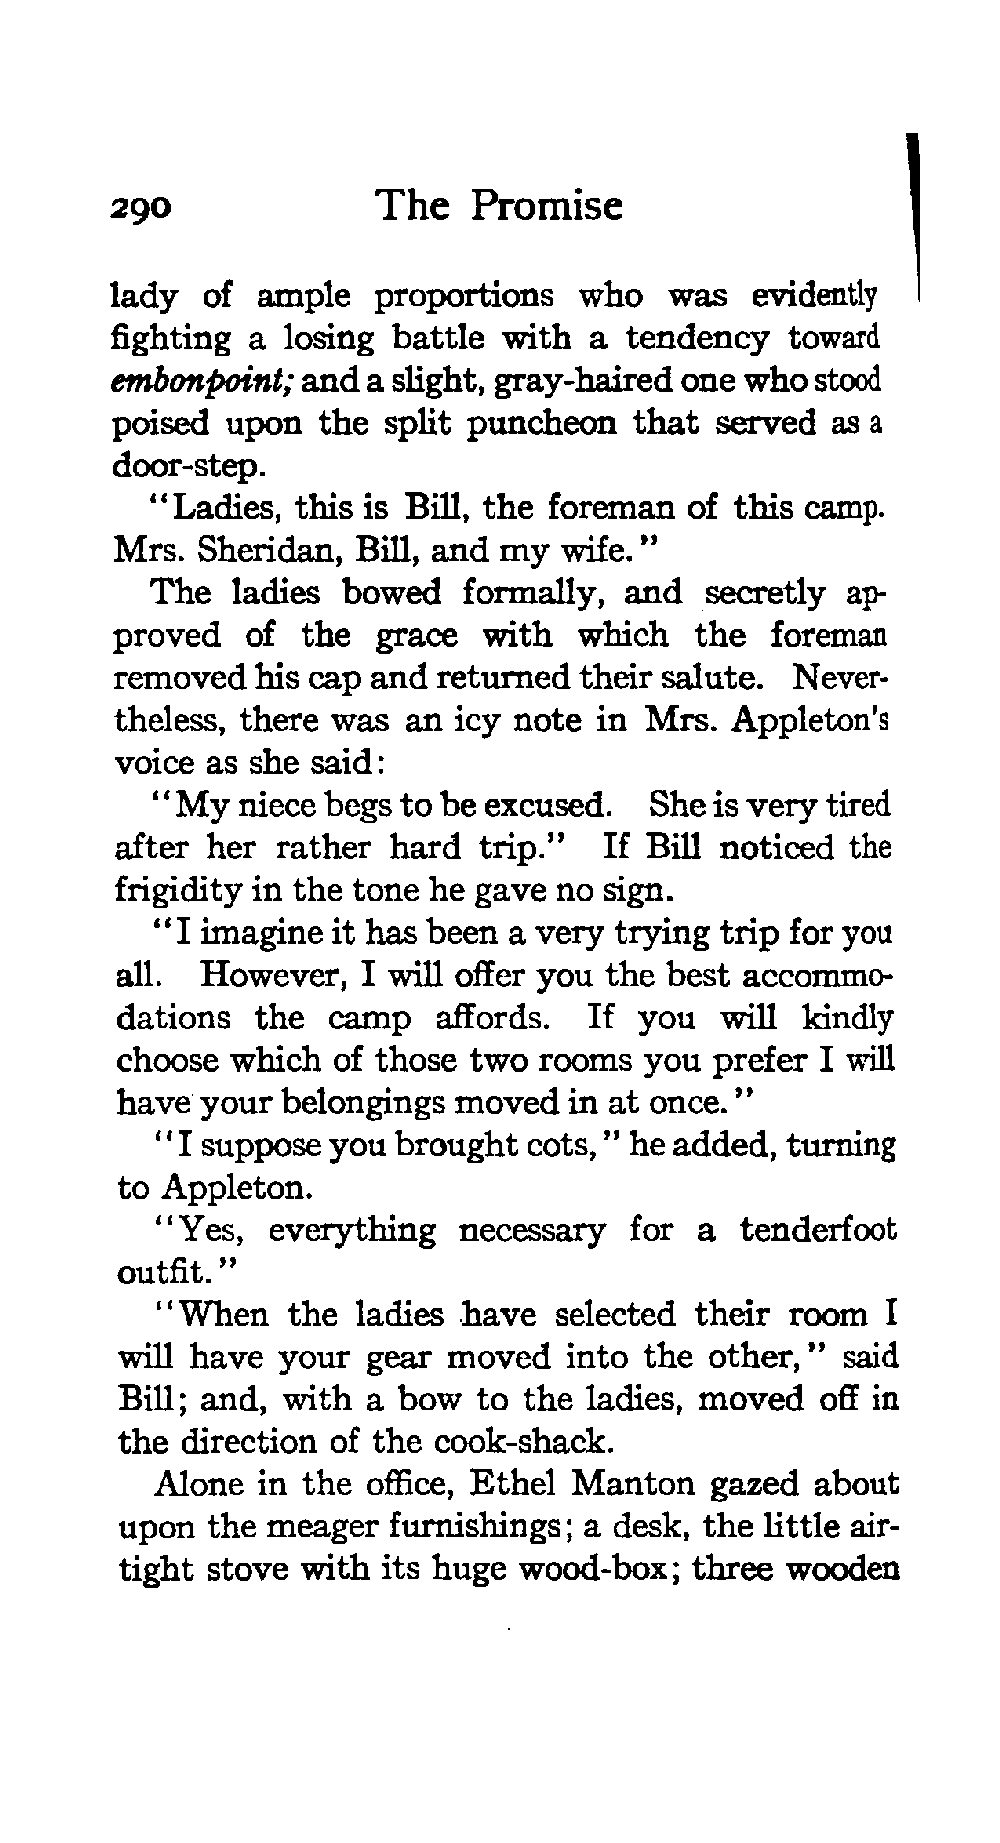 290 The Promise
lady of ample proportions who was evidently
fighting a losing battle with a tendency toward
embonpoint; and a slight, gray-haired one who stood
poised upon the split puncheon that served as a
door-step.
"Ladies, this is Bill, the foreman of this camp.
Mrs. Sheridan, Bill, and my wife."
The ladies bowed formally, and secretly ap-
proved of the grace with which the foreman
removed his cap and returned their salute. Never-
theless, there was an icy note in Mrs. Appleton's
voice as she said:
"My niece begs to be excused. She is very tired
after her rather hard trip." If Bill noticed the
frigidity in the tone he gave no sign.
"I imagine it has been a very trying trip for you
all. However, I will offer you the best accommo-
dations the camp affords. If you will kindly
choose which of those two rooms you prefer I will
have your belongings moved in at once."
"I suppose you brought cots," he added, turning
to Appleton.
"Yes, everything necessary for a tenderfoot
outfit."
"When the ladies have selected their room I
will have your gear moved into the other," said
Bill; and, with a bow to the ladies, moved off in
the direction of the cook-shack.
Alone in the office, Ethel Manton gazed about
upon the meager furnishings; a desk, the little air-
tight stove with its huge wood-box; three wooden